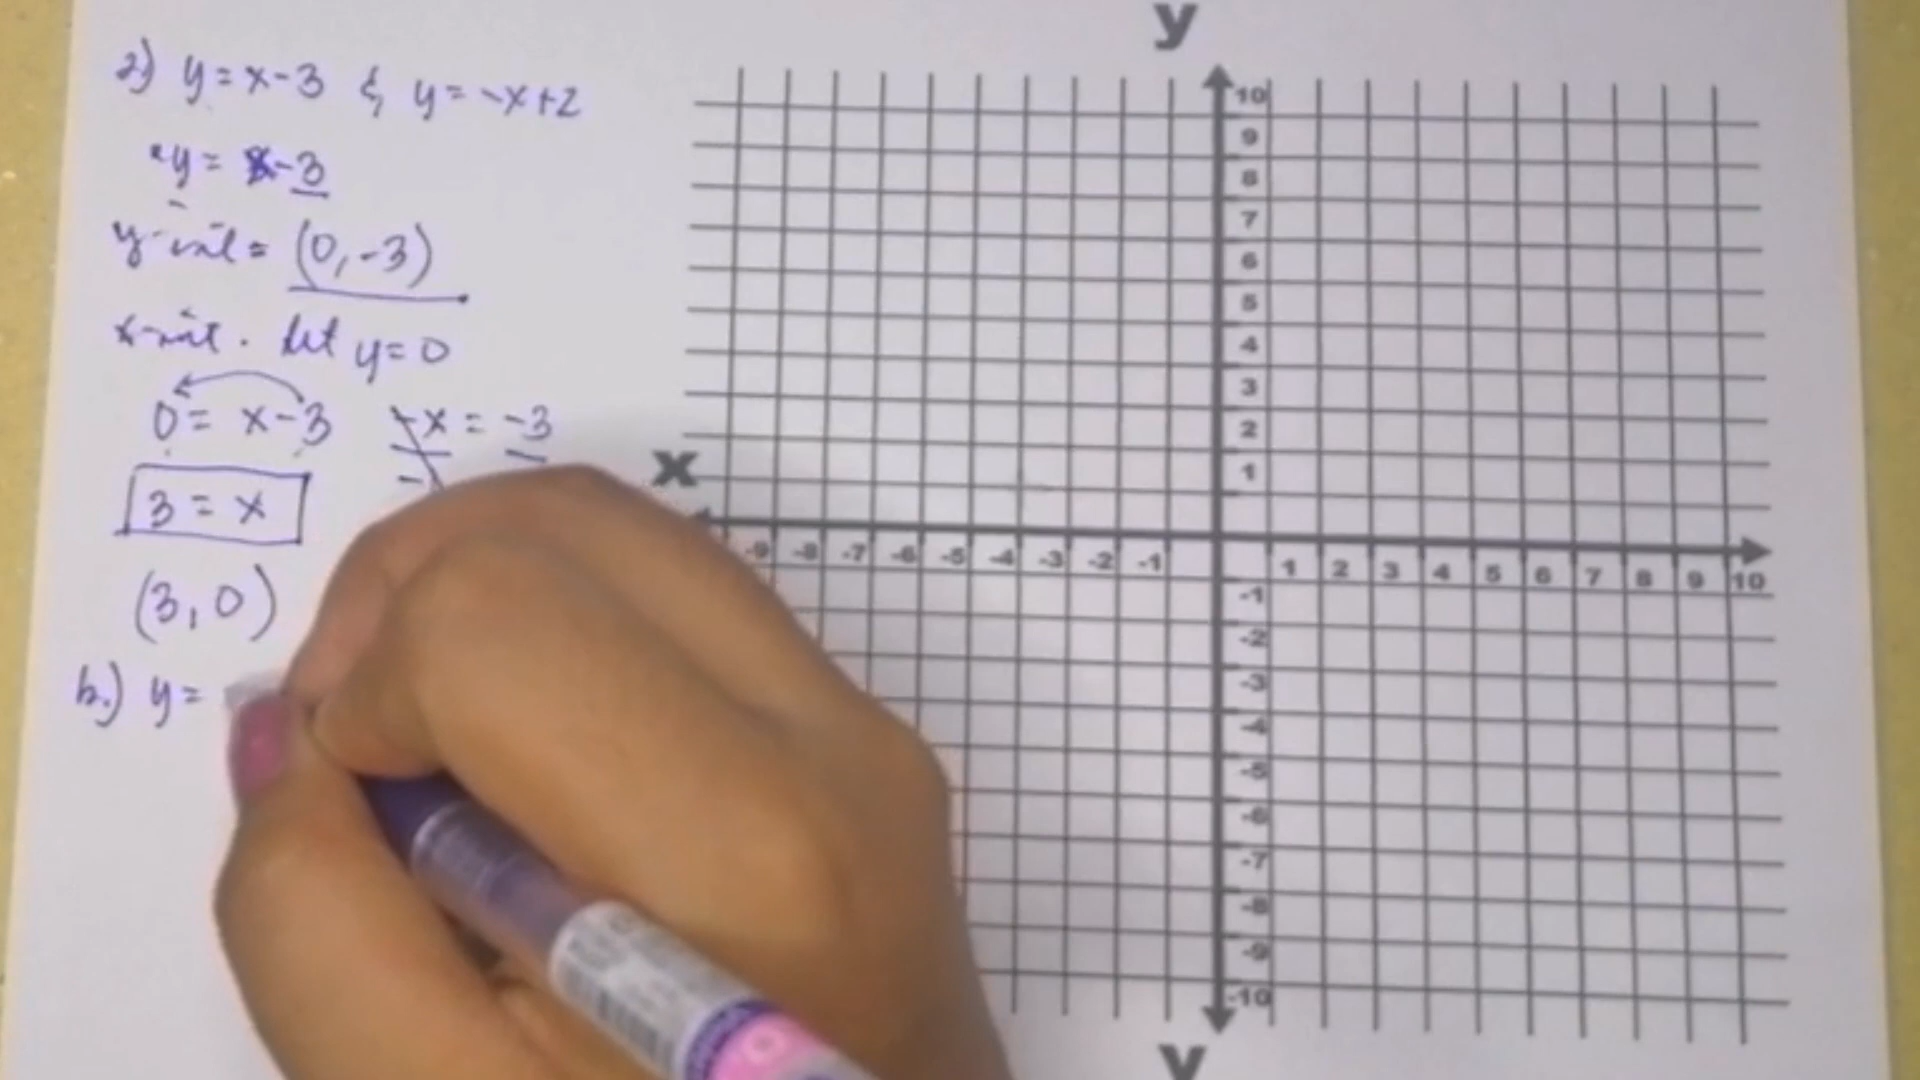 2) y = x - 3 & y = -x + 2
y = x - 3
y-int = (0, -3)
x-int. let y = 0
0 = x - 3 -x = -3
3 = x
(3, 0)
b.) y =
y
10
9
8
7
6
5
4
3
2
1
x
-9 -8 -7 -6 -5 -4 -3 -2 -1 1 2 3 4 5 6 7 8 9 10
-1
-2
-3
-4
-5
-6
-7
-8
-9
-10
y